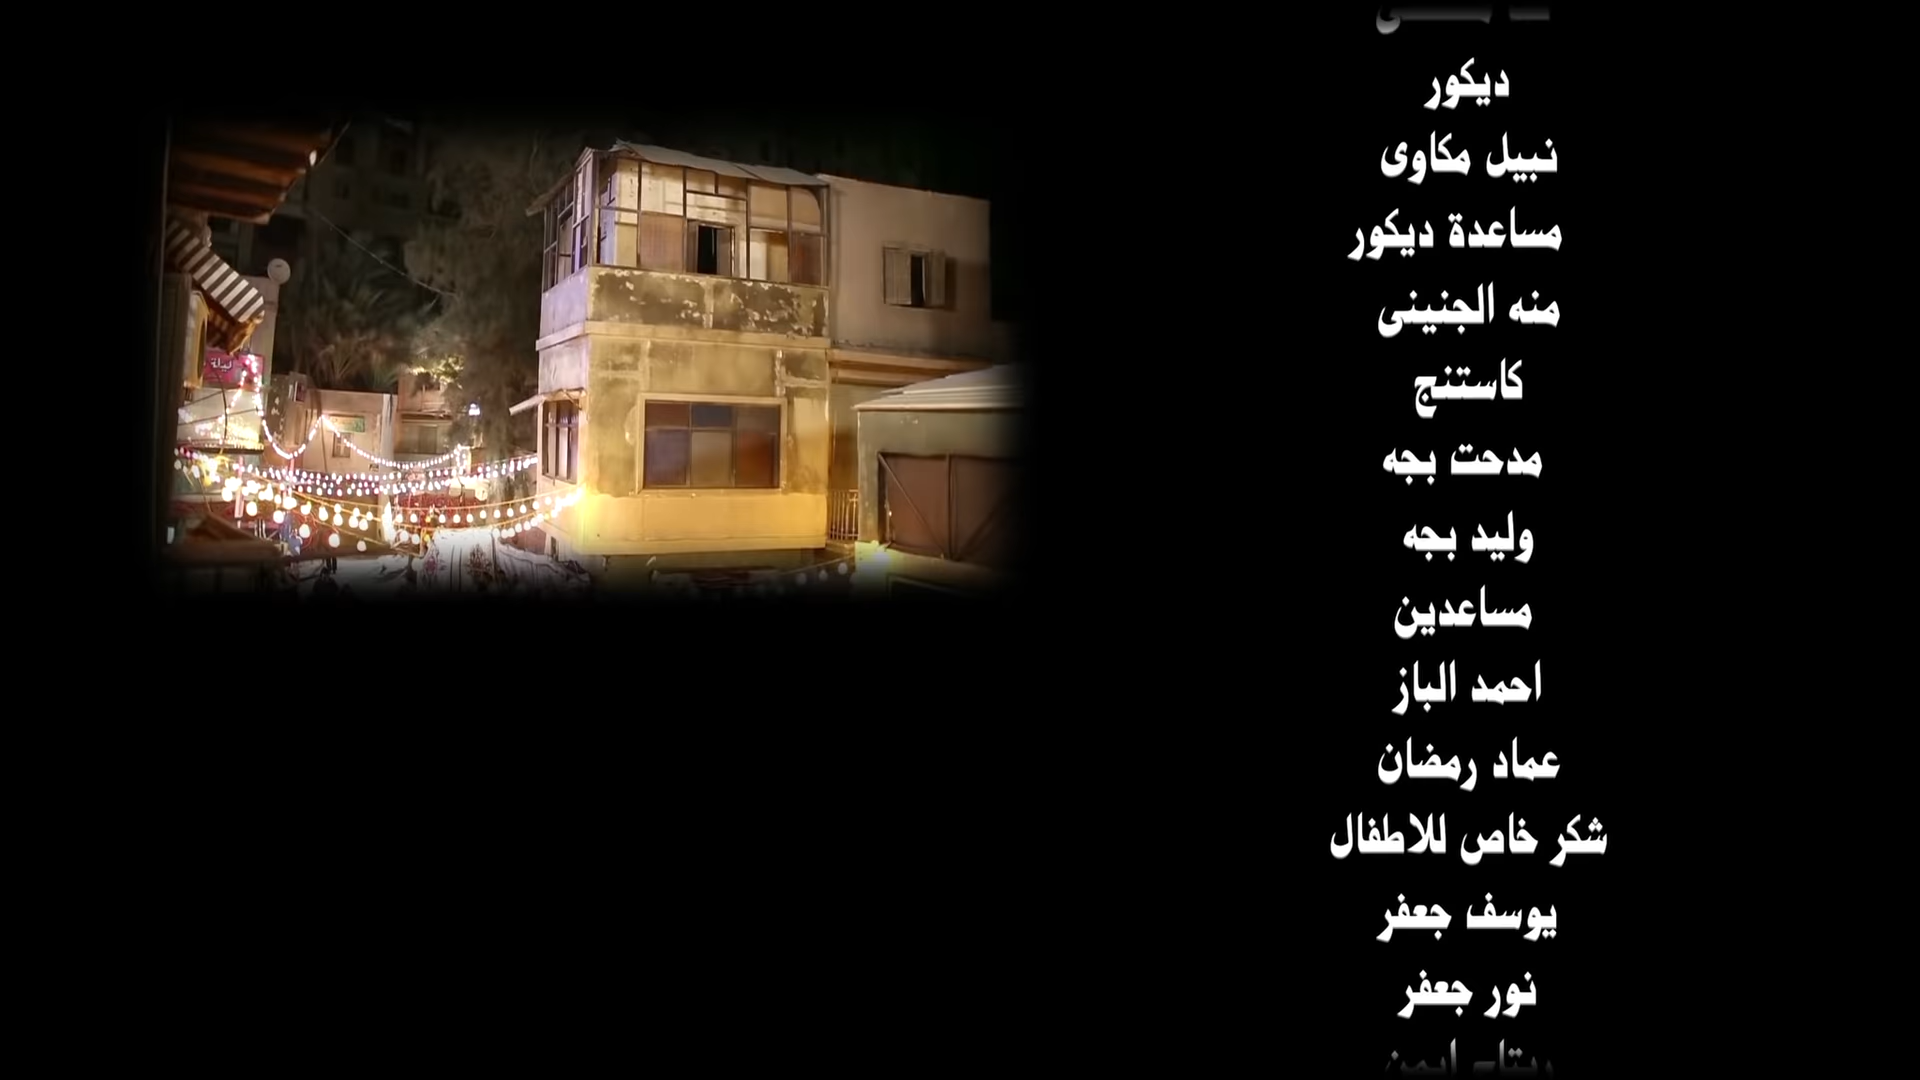 ديكور
نبيل مكاوى
مساعدة ديكور
منه الجنينى
كاستنج
مدحت بجه
وليد بجه
مساعدين
احمد الباز
عماد رمضان
شكر خاص للاطفال
يوسف جعفر
نور جعفر
ليلة